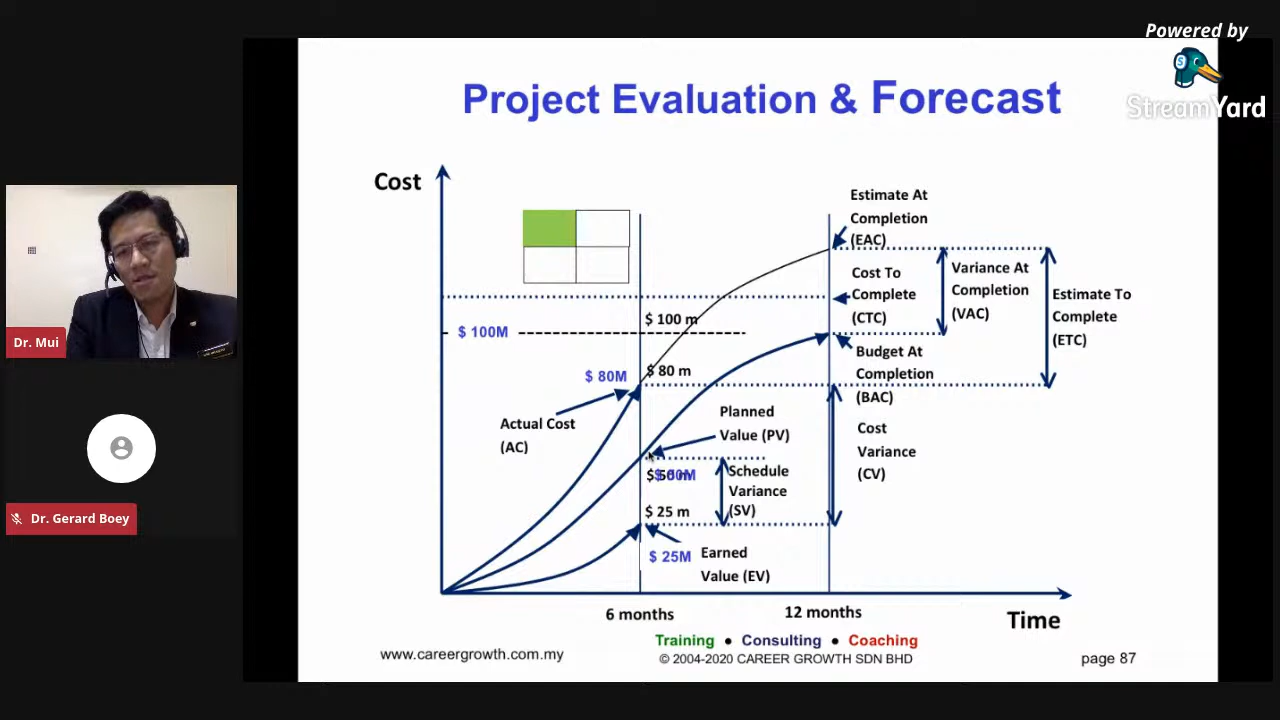 Powered by
StreamYard
Project Evaluation & Forecast
Cost
Estimate At
Completion
(EAC)
Cost To
Complete
(CTC)
Variance At
Completion
(VAC)
Estimate To
Complete
(ETC)
$ 100 m
$ 100M
$ 80 m
$ 80M
Budget At
Completion
(BAC)
Actual Cost
(AC)
Planned
Value (PV)
Cost
Variance
(CV)
Schedule
Variance
(SV)
$ 25 m
$ 25M
Earned
Value (EV)
6 months
12 months
Time
Training ● Consulting ● Coaching
www.careergrowth.com.my
© 2004-2020 CAREER GROWTH SDN BHD
page 87
Dr. Mui
Dr. Gerard Boey